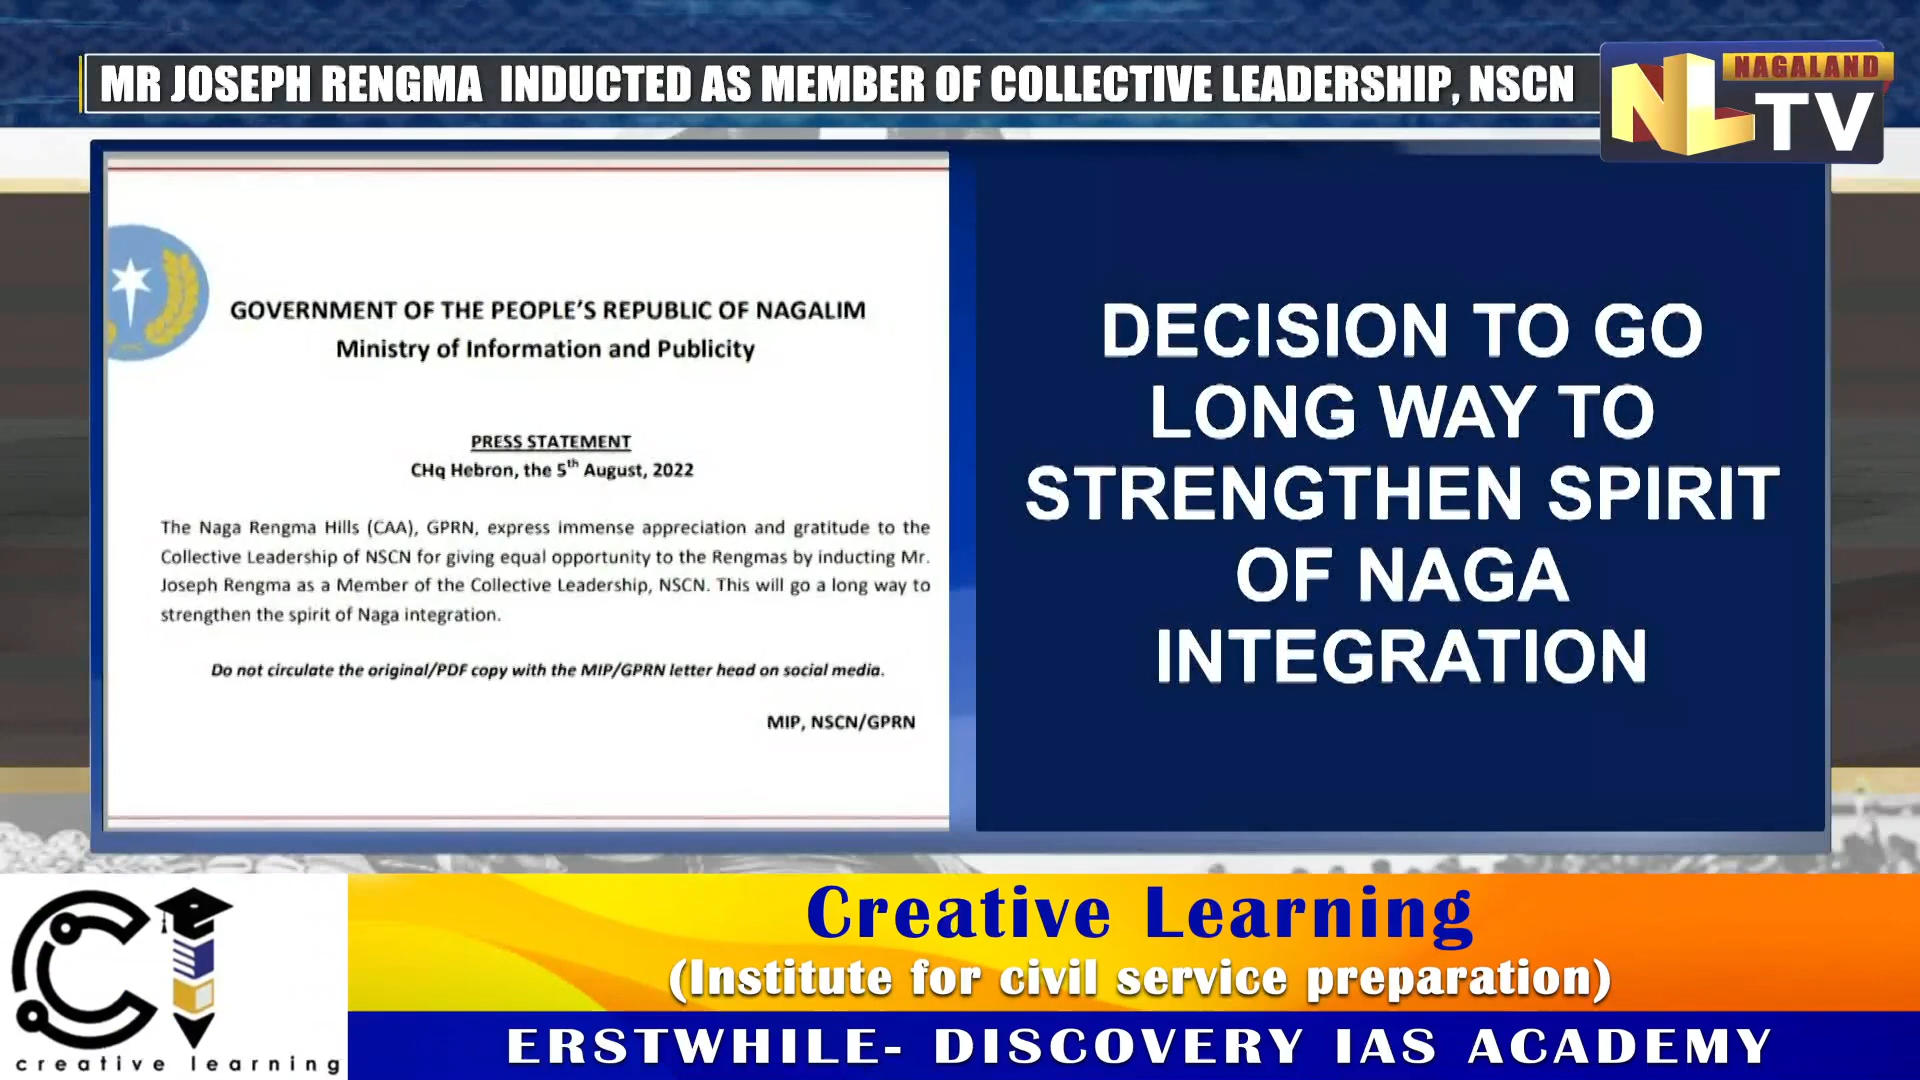 MR JOSEPH RENGMA INDUCTED AS MEMBER OF COLLECTIVE LEADERSHIP, NSCN
NAGALAND
NL TV
GOVERNMENT OF THE PEOPLE'S REPUBLIC OF NAGALIM
Ministry of Information and Publicity
PRESS STATEMENT
CHq Hebron, the 5th August, 2022
The Naga Rengma Hills (CAA), GPRN, express immense appreciation and gratitude to the
Collective Leadership of NSCN for giving equal opportunity to the Rengmas by inducting Mr.
Joseph Rengma as a Member of the Collective Leadership, NSCN. This will go a long way to
strengthen the spirit of Naga integration.
Do not circulate the original/PDF copy with the MIP/GPRN letter head on social media.
MIP, NSCN/GPRN
DECISION TO GO
LONG WAY TO
STRENGTHEN SPIRIT
OF NAGA
INTEGRATION
creative learning
Creative Learning
(Institute for civil service preparation)
ERSTWHILE- DISCOVERY IAS ACADEMY